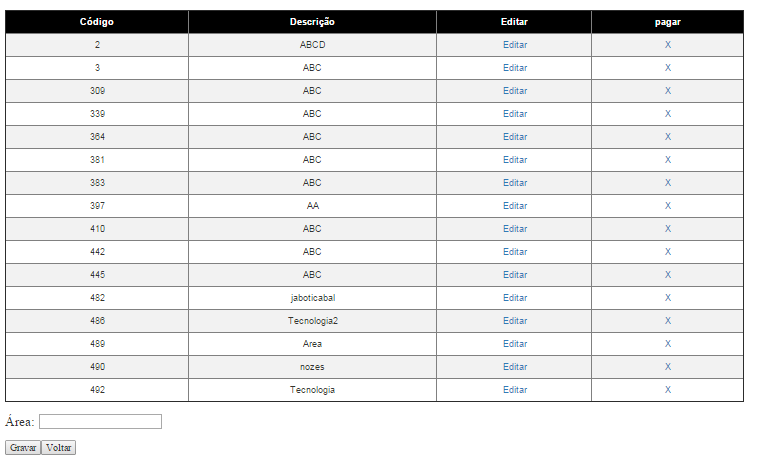 Código Descrição Editar pagar
2 ABCD Editar X
3 ABC Editar X
309 ABC Editar X
339 ABC Editar X
364 ABC Editar X
381 ABC Editar X
383 ABC Editar X
397 AA Editar X
410 ABC Editar X
442 ABC Editar X
445 ABC Editar X
482 jaboticabal Editar X
486 Tecnologia2 Editar X
489 Area Editar X
490 nozes Editar X
492 Tecnologia Editar X
Área:
Gravar Voltar